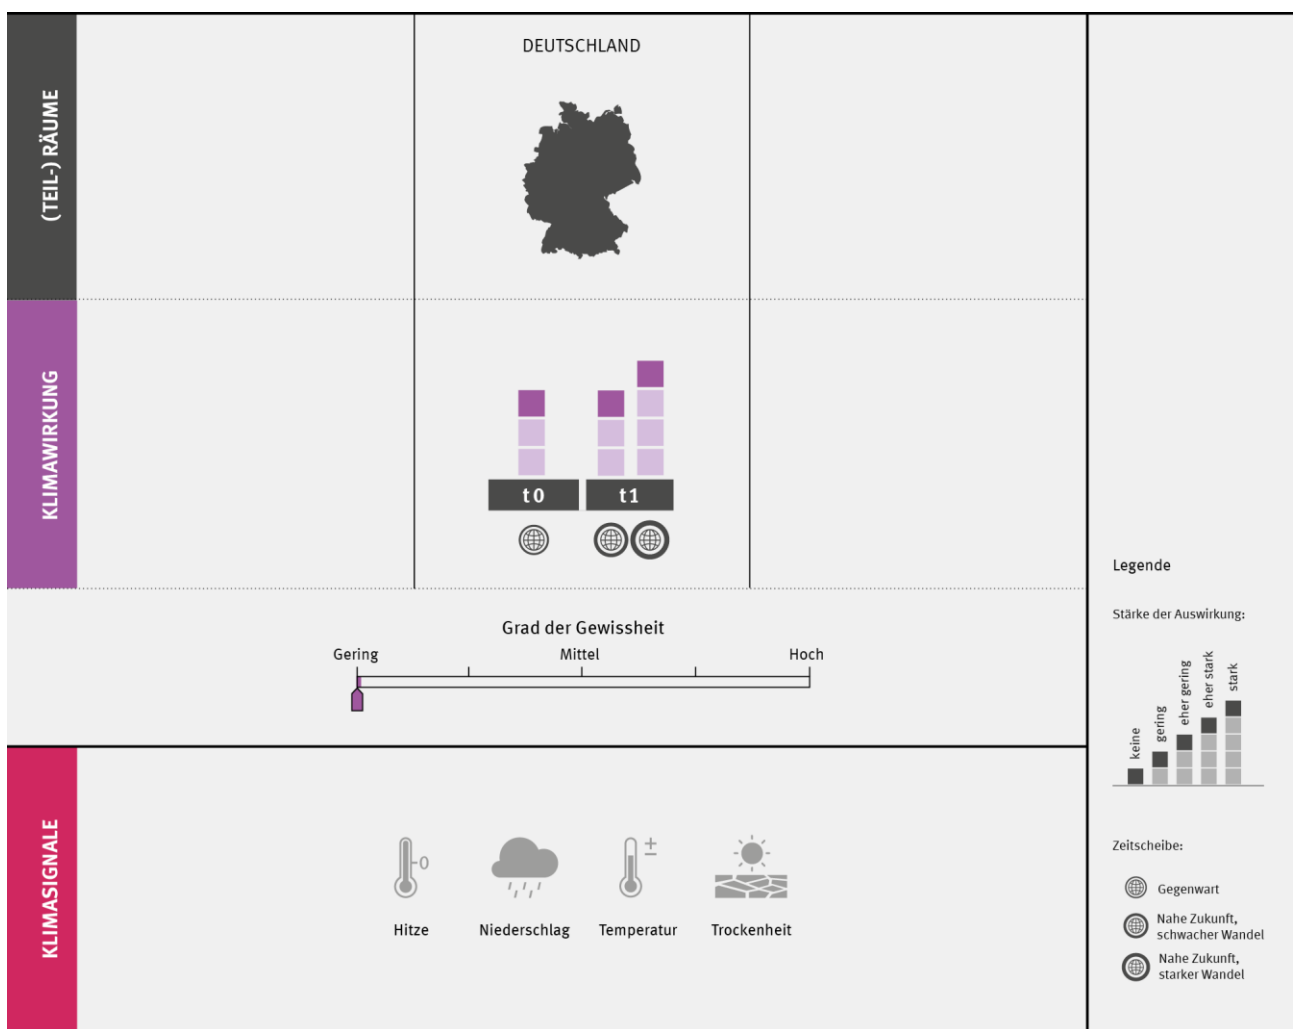 (TEIL-) RÄUME
DEUTSCHLAND
KLIMAWIRKUNG
t0
t1
Grad der Gewissheit
Gering
Mittel
Hoch
KLIMASIGNALE
-0
±
Hitze
Niederschlag
Temperatur
Trockenheit
Legende
Stärke der Auswirkung:
keine
gering
eher gering
eher stark
stark
Zeitscheibe:
Gegenwart
Nahe Zukunft,
schwacher Wandel
Nahe Zukunft,
starker Wandel